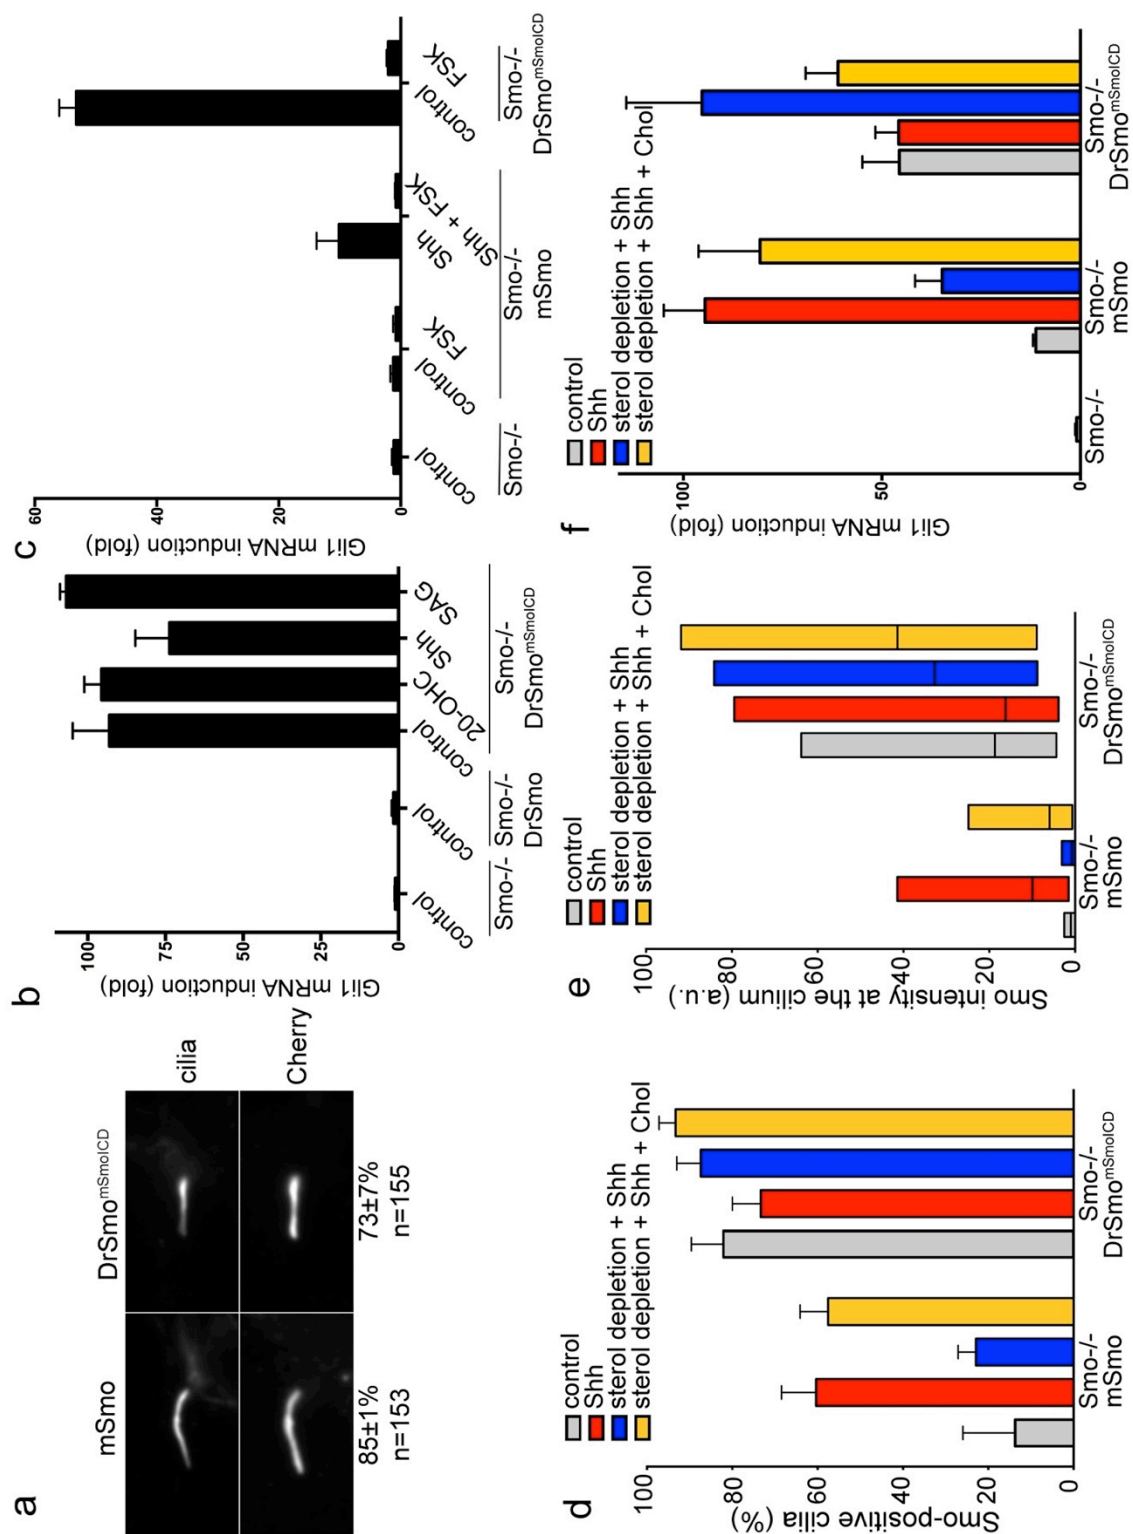 a
mSmo
DrSmo^mSmoICD
cilia
Cherry
85±1%
n=153
73±7%
n=155
b
Gli1 mRNA induction (fold)
100
75
50
25
0
control
control
control
20-OHC
Shh
SAG
Smo-/-
Smo-/-
DrSmo
Smo-/-
DrSmo^mSmoICD
c
Gli1 mRNA induction (fold)
60
40
20
0
control
control
FSK
Shh
Shh + FSK
control
FSK
Smo-/-
Smo-/-
mSmo
Smo-/-
DrSmo^mSmoICD
d
control
Shh
sterol depletion + Shh
sterol depletion + Shh + Chol
Smo-positive cilia (%)
100
80
60
40
20
0
Smo-/-
mSmo
Smo-/-
DrSmo^mSmoICD
e
control
Shh
sterol depletion + Shh
sterol depletion + Shh + Chol
Smo intensity at the cilium (a.u.)
100
80
60
40
20
0
Smo-/-
mSmo
Smo-/-
DrSmo^mSmoICD
f
control
Shh
sterol depletion + Shh
sterol depletion + Shh + Chol
Gli1 mRNA induction (fold)
100
50
0
Smo-/-
Smo-/-
mSmo
Smo-/-
DrSmo^mSmoICD